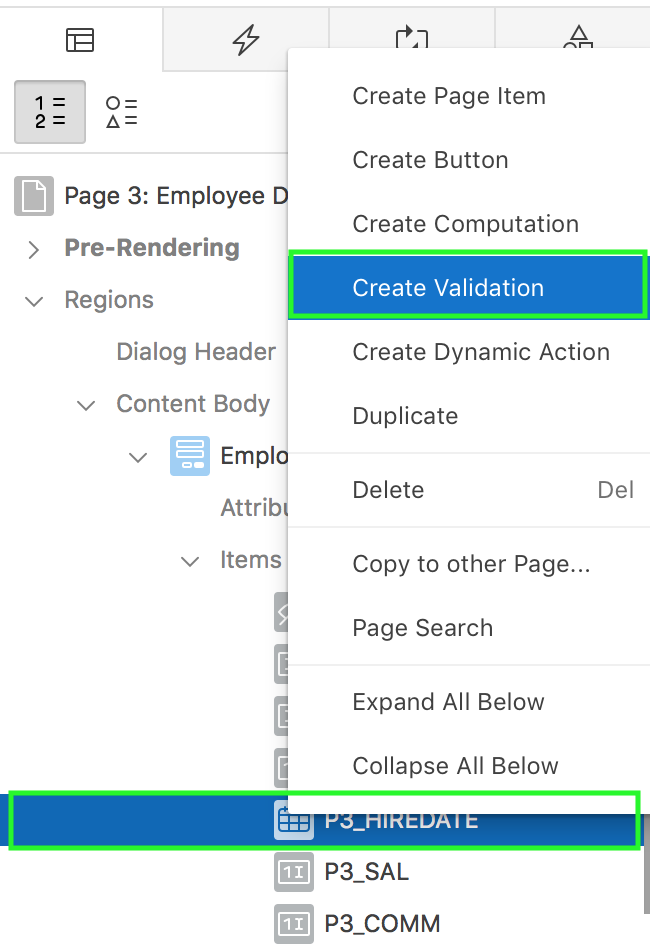 1 =
2 =
Page 3: Employee D
Pre-Rendering
Regions
Dialog Header
Content Body
Emplo
Attribu
Items
P3_HIREDATE
P3_SAL
P3_COMM
Create Page Item
Create Button
Create Computation
Create Validation
Create Dynamic Action
Duplicate
Delete Del
Copy to other Page...
Page Search
Expand All Below
Collapse All Below